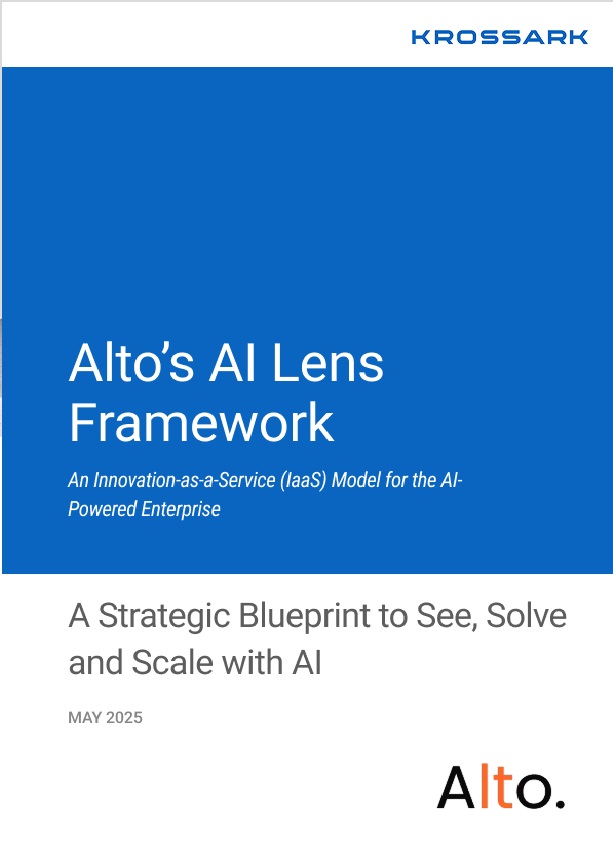 KROSSARK
Alto’s AI Lens
Framework
An Innovation-as-a-Service (IaaS) Model for the AI-
Powered Enterprise
A Strategic Blueprint to See, Solve
and Scale with AI
MAY 2025
Alto.